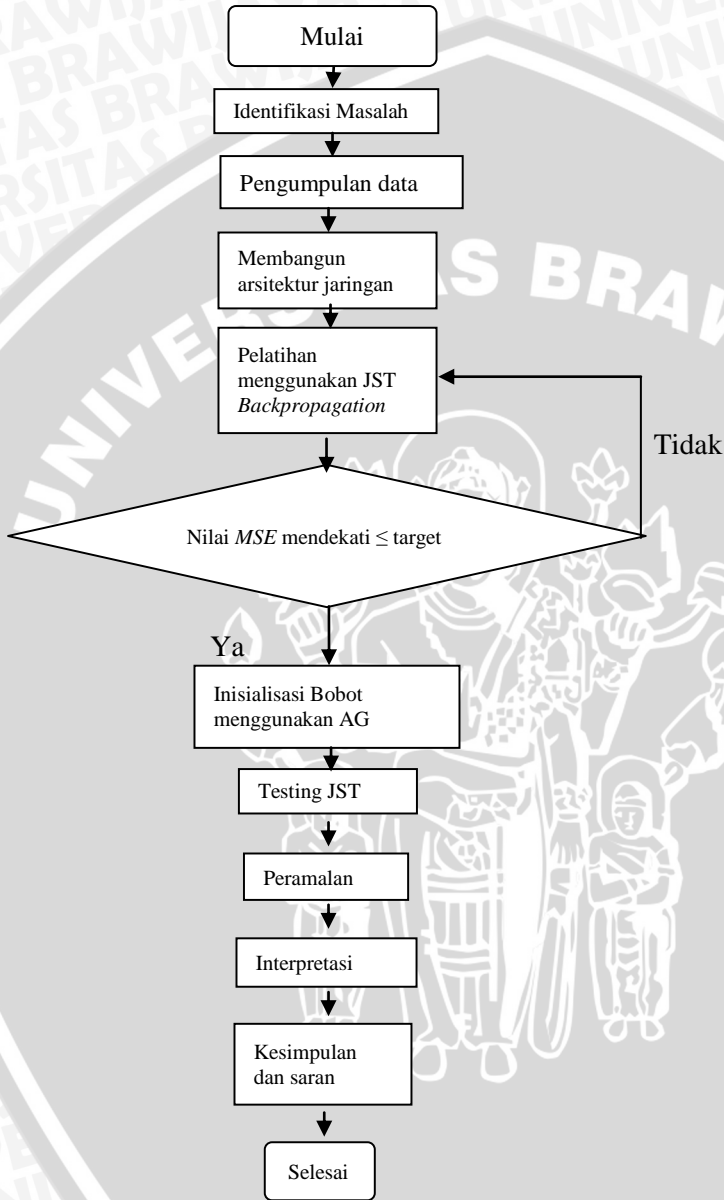 Mulai
Identifikasi Masalah
Pengumpulan data
Membangun
arsitektur jaringan
Pelatihan
menggunakan JST
Backpropagation
Tidak
Nilai MSE mendekati ≤ target
Ya
Inisialisasi Bobot
menggunakan AG
Testing JST
Peramalan
Interpretasi
Kesimpulan
dan saran
Selesai